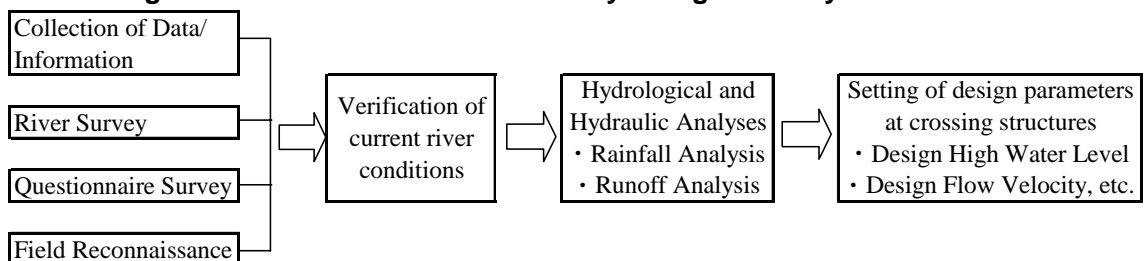 Collection of Data/
Information
River Survey
Questionnaire Survey
Field Reconnaissance
Verification of
current river
conditions
Hydrological and
Hydraulic Analyses
・Rainfall Analysis
・Runoff Analysis
Setting of design parameters
at crossing structures
・Design High Water Level
・Design Flow Velocity, etc.